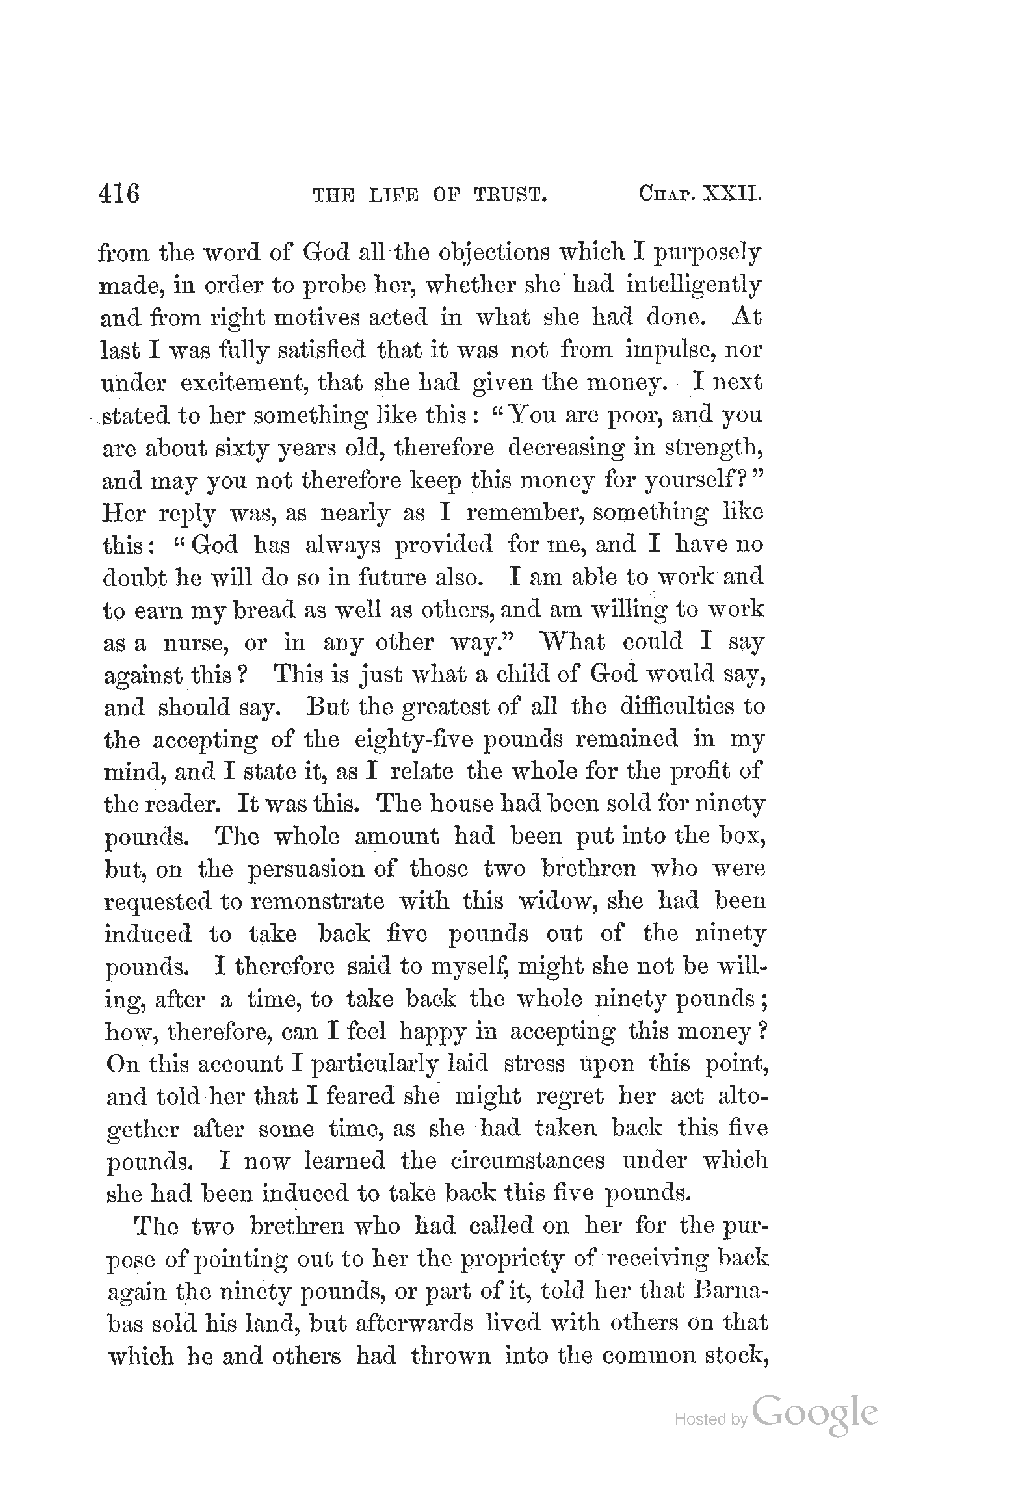 416 THE LIFE OF TRUST. CHAP. XXII.
from the word of God all the objections which I purposely
made, in order to probe her, whether she had intelligently
and from right motives acted in what she had done. At
last I was fully satisfied that it was not from impulse, nor
under excitement, that she had given the money. I next
stated to her something like this: “You are poor, and you
are about sixty years old, therefore decreasing in strength,
and may you not therefore keep this money for yourself?”
Her reply was, as nearly as I remember, something like
this: “God has always provided for me, and I have no
doubt he will do so in future also. I am able to work and
to earn my bread as well as others, and am willing to work
as a nurse, or in any other way.” What could I say
against this? This is just what a child of God would say,
and should say. But the greatest of all the difficulties to
the accepting of the eighty-five pounds remained in my
mind, and I state it, as I relate the whole for the profit of
the reader. It was this. The house had been sold for ninety
pounds. The whole amount had been put into the box,
but, on the persuasion of those two brethren who were
requested to remonstrate with this widow, she had been
induced to take back five pounds out of the ninety
pounds. I therefore said to myself, might she not be will-
ing, after a time, to take back the whole ninety pounds;
how, therefore, can I feel happy in accepting this money?
On this account I particularly laid stress upon this point,
and told her that I feared she might regret her act alto-
gether after some time, as she had taken back this five
pounds. I now learned the circumstances under which
she had been induced to take back this five pounds.
The two brethren who had called on her for the pur-
pose of pointing out to her the propriety of receiving back
again the ninety pounds, or part of it, told her that Barna-
bas sold his land, but afterwards lived with others on that
which he and others had thrown into the common stock,
Hosted by Google